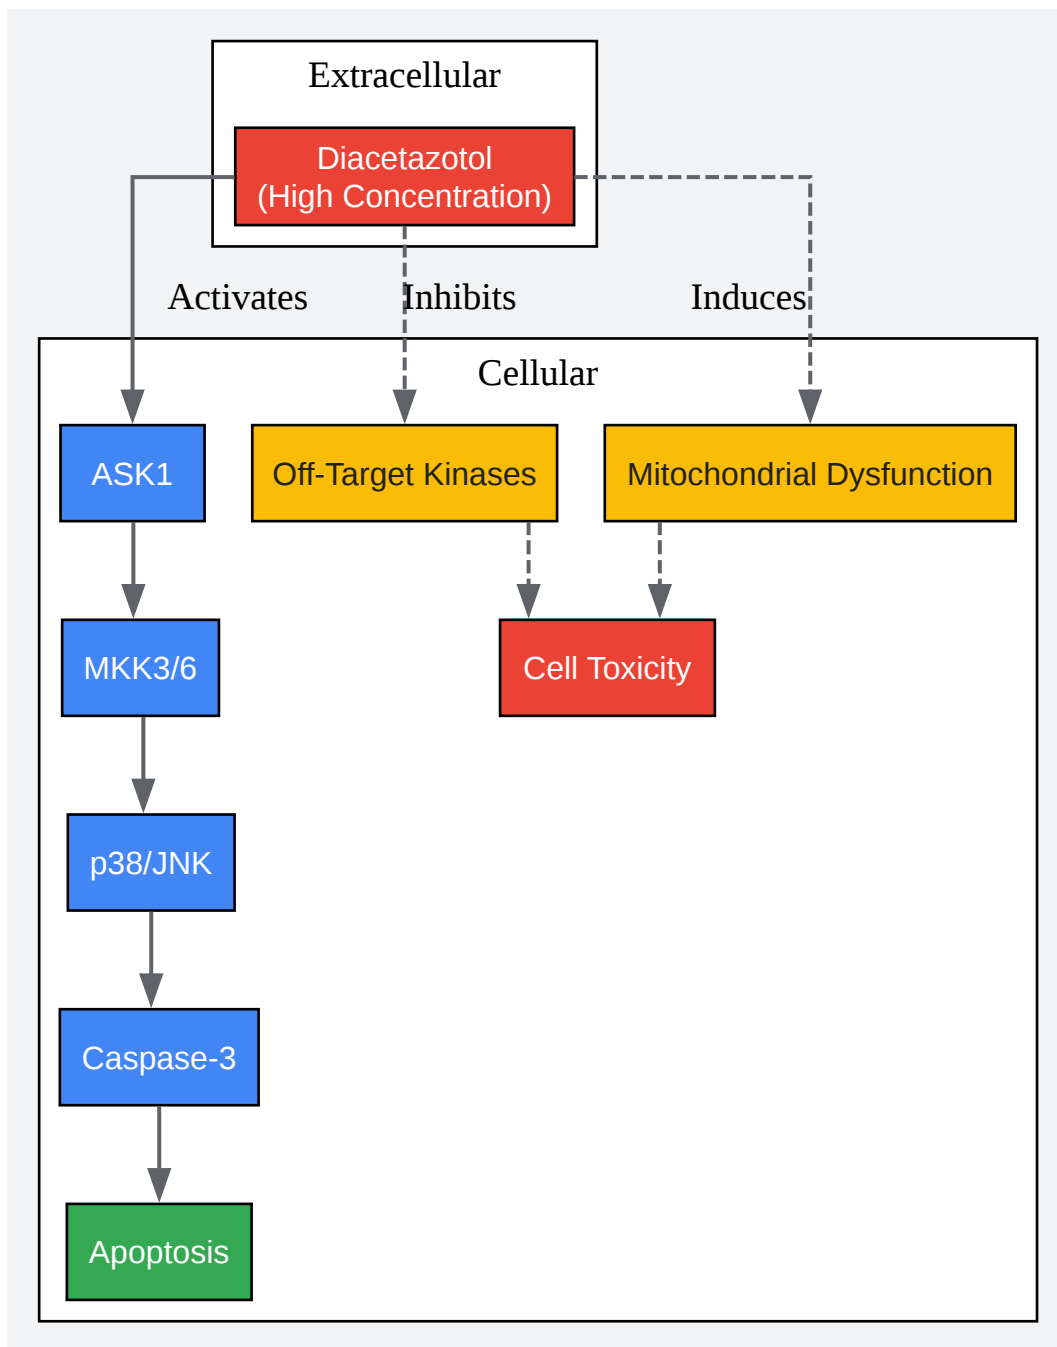 Extracellular
Diacetazotol
(High Concentration)
Activates
Inhibits
Induces
Cellular
ASK1
Off-Target Kinases
Mitochondrial Dysfunction
MKK3/6
Cell Toxicity
p38/JNK
Caspase-3
Apoptosis